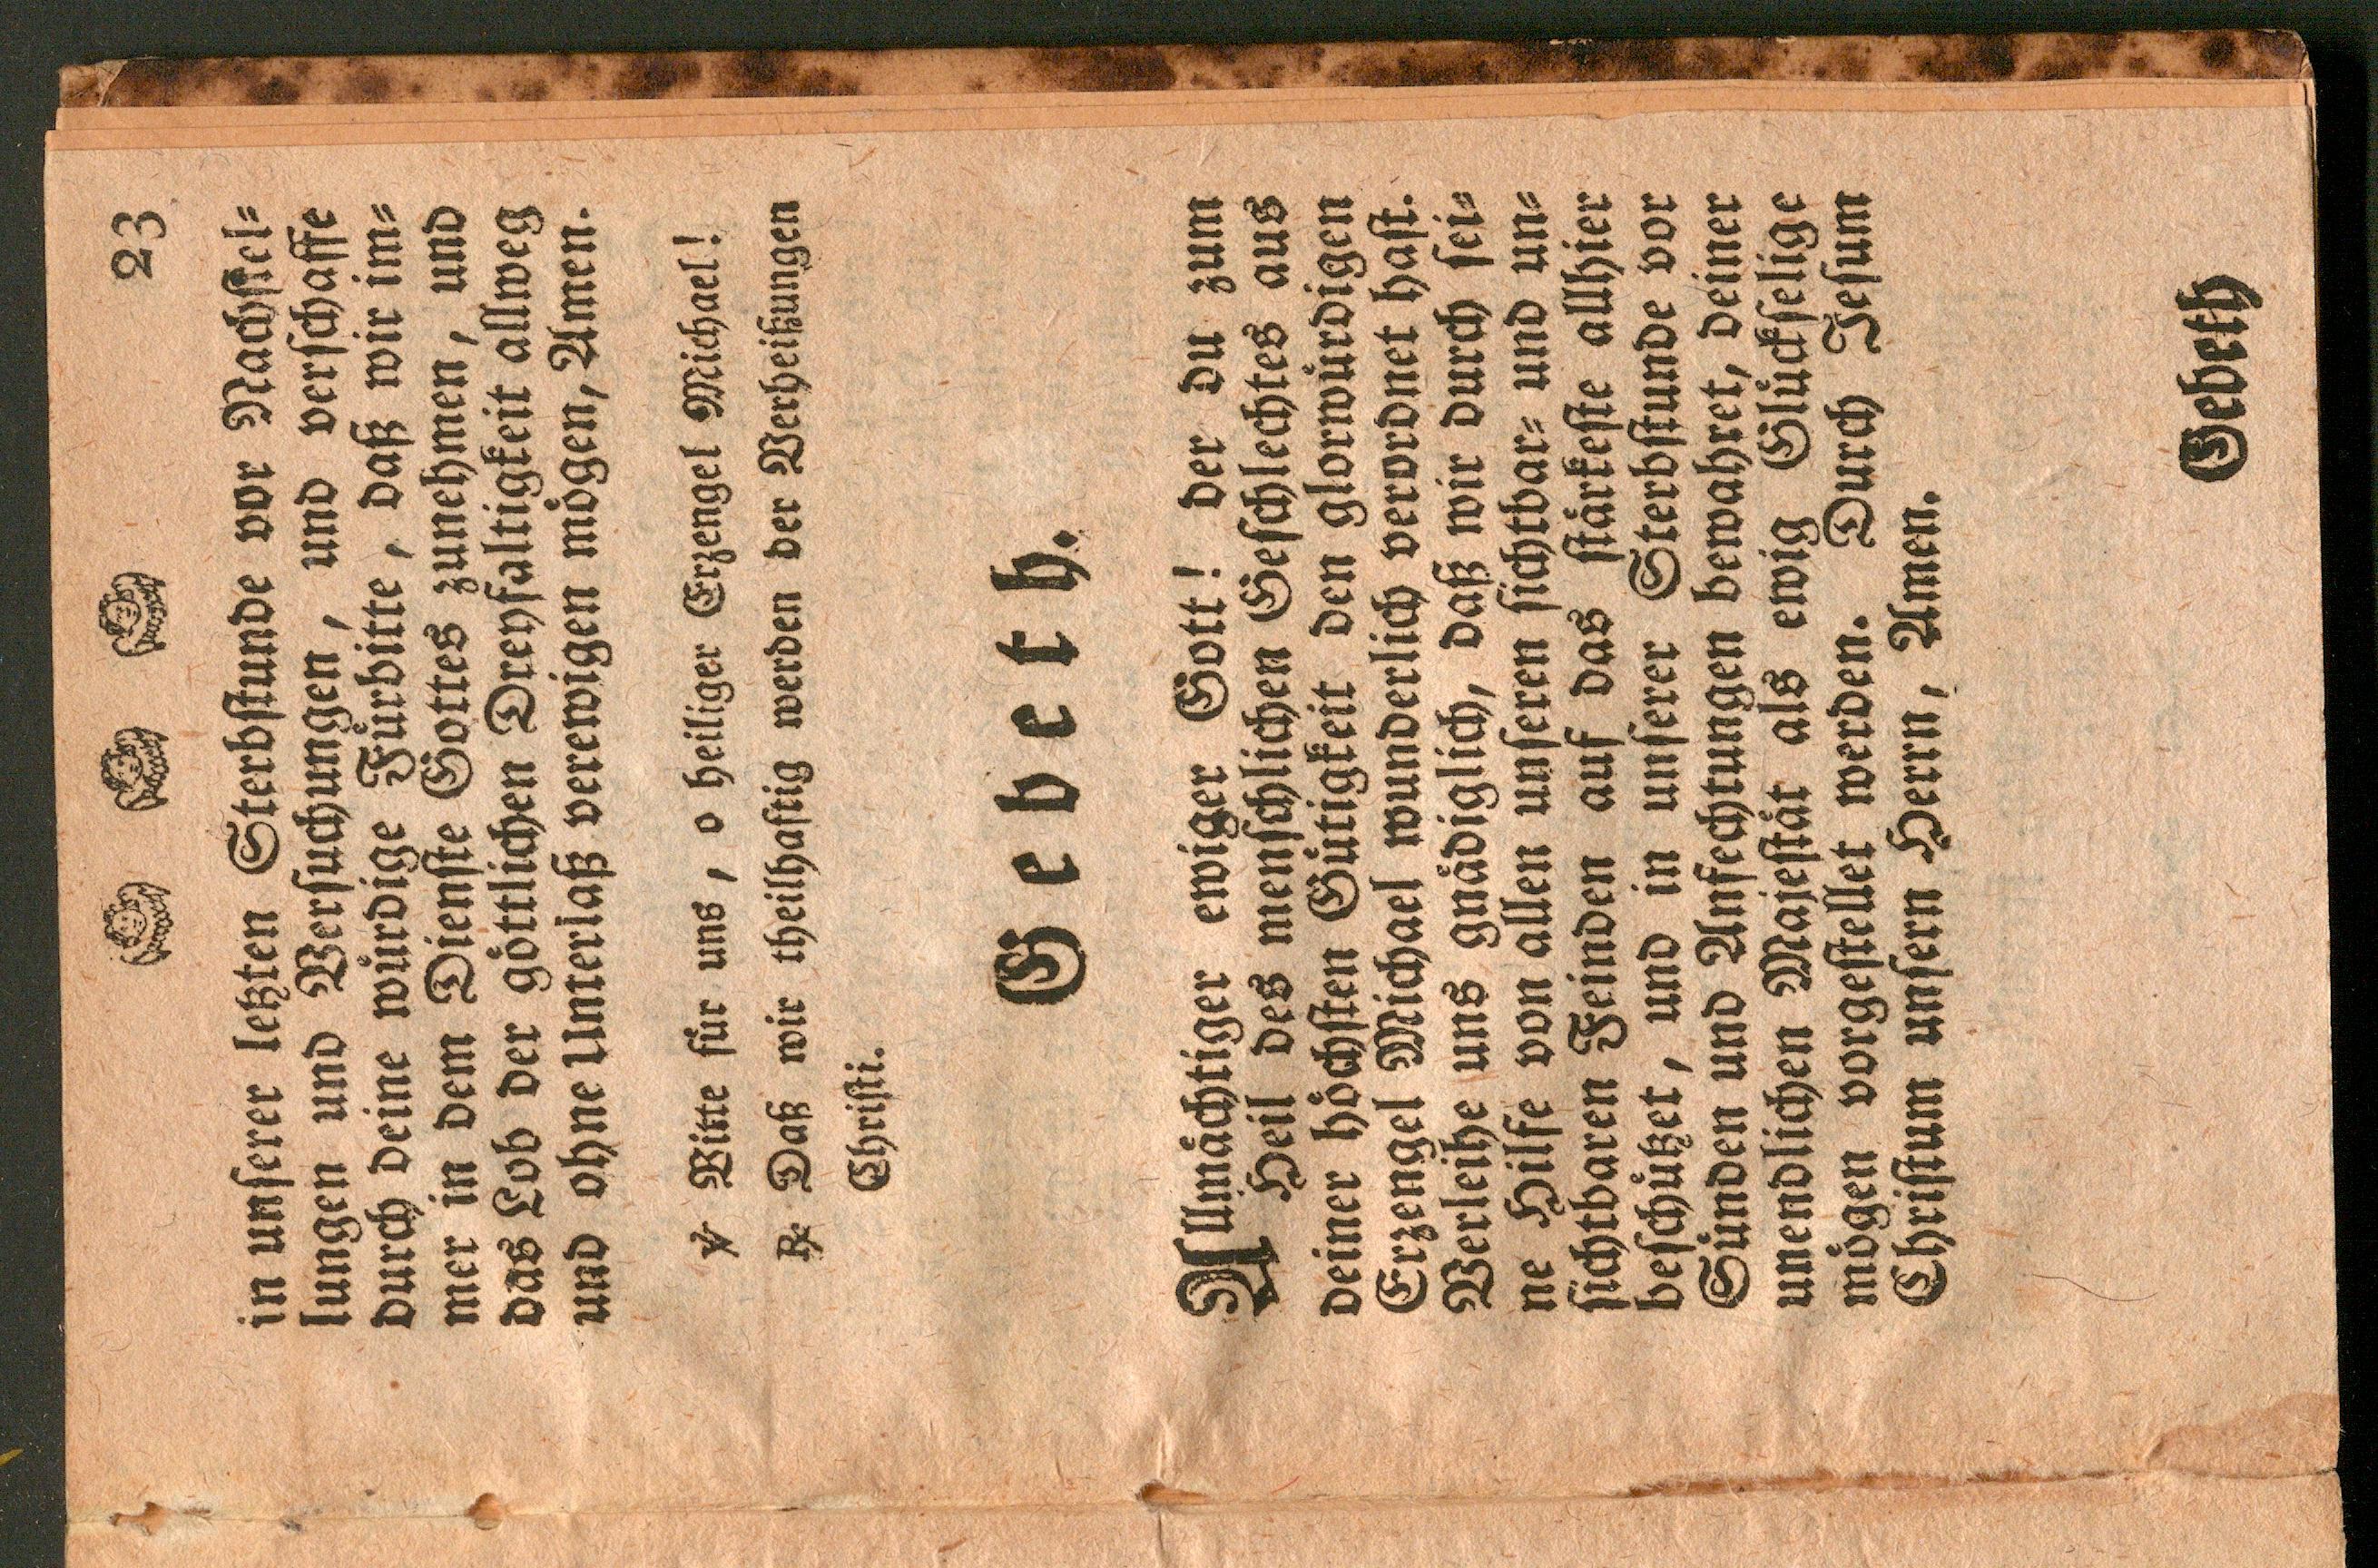 23
in unserer letzten Sterbstunde vor Nachstel-
lungen und Versuchungen, und verschaffe
durch deine würdige Fürbitte, daß wir im-
mer in dem Dienste Gottes zunehmen, und
das Lob der göttlichen Dreyfaltigkeit allweg
und ohne Unterlaß verewigen mögen, Amen.
℣ Bitte für uns, o heiliger Erzengel Michael!
℟ Daß wir theilhaftig werden der Verheißungen
Christi.
Gebeth.
Allmächtiger ewiger Gott! der du zum
Heil des menschlichen Geschlechtes aus
deiner höchsten Gütigkeit den glorwürdigen
Erzengel Michael wunderlich verordnet hast.
Verleihe uns gnädiglich, daß wir durch sei-
ne Hilfe von allen unseren sichtbar- und un-
sichtbaren Feinden auf das stärkeste allhier
beschützet, und in unserer Sterbstunde vor
Sünden und Anfechtungen bewahret, deiner
unendlichen Majestät als ewig Glückselige
mögen vorgestellet werden. Durch Jesum
Christum unsern Herrn, Amen.
Gebeth